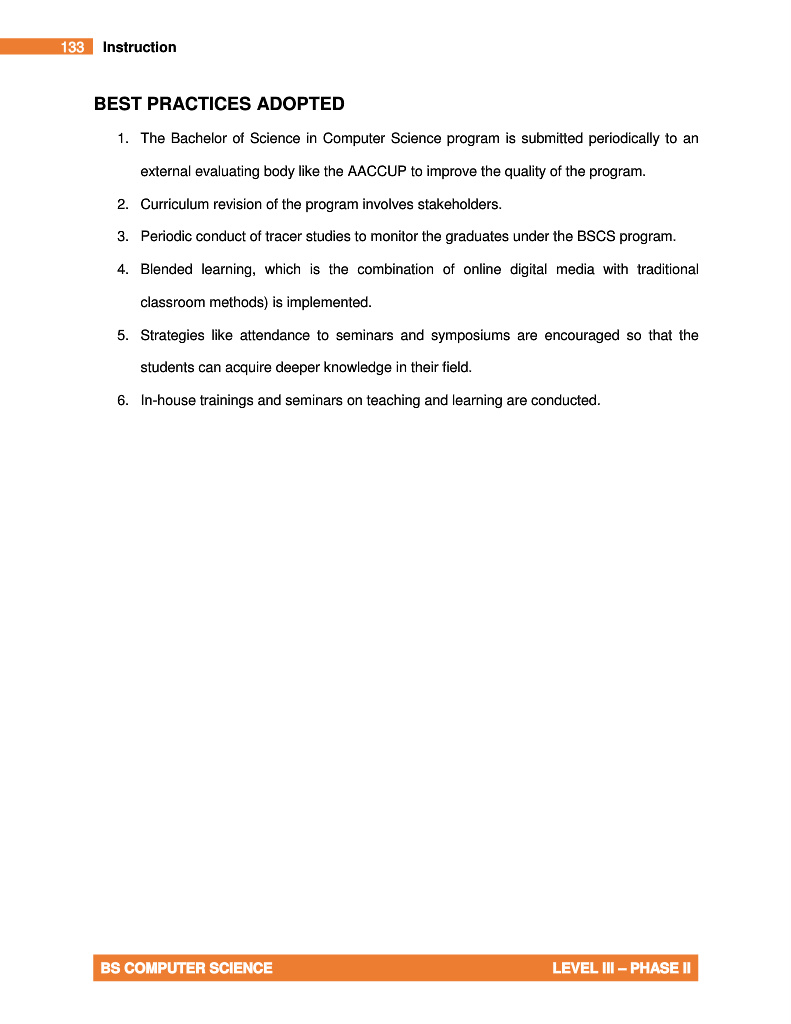 133 Instruction
BEST PRACTICES ADOPTED
1. The Bachelor of Science in Computer Science program is submitted periodically to an
external evaluating body like the AACCUP to improve the quality of the program.
2. Curriculum revision of the program involves stakeholders.
3. Periodic conduct of tracer studies to monitor the graduates under the BSCS program.
4. Blended learning, which is the combination of online digital media with traditional
classroom methods) is implemented.
5. Strategies like attendance to seminars and symposiums are encouraged so that the
students can acquire deeper knowledge in their field.
6. In-house trainings and seminars on teaching and learning are conducted.
BS COMPUTER SCIENCE LEVEL III – PHASE II